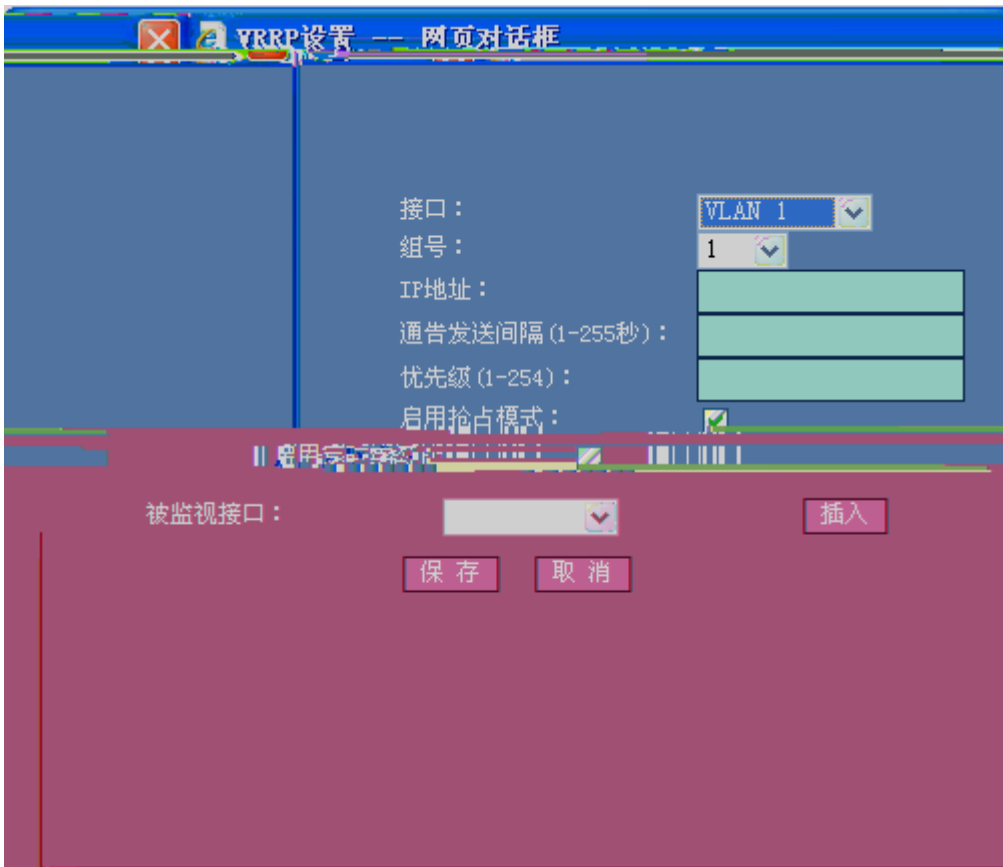 VRRP设置 -- 网页对话框
接口：
VLAN 1
组号：
1
IP地址：
通告发送间隔(1-255秒)：
优先级(1-254)：
启用抢占模式：
被监视接口：
插入
保 存
取 消